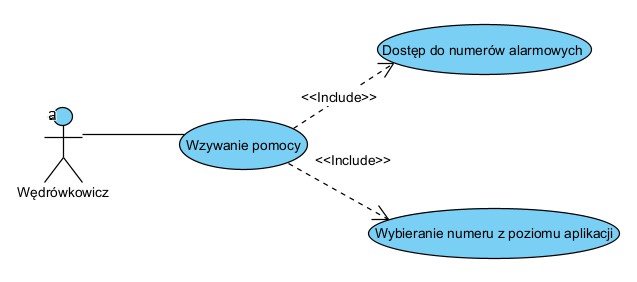 Dostęp do numerów alarmowych
<<Include>>
a
Wzywanie pomocy
<<Include>>
Wędrówkowicz
Wybieranie numeru z poziomu aplikacji